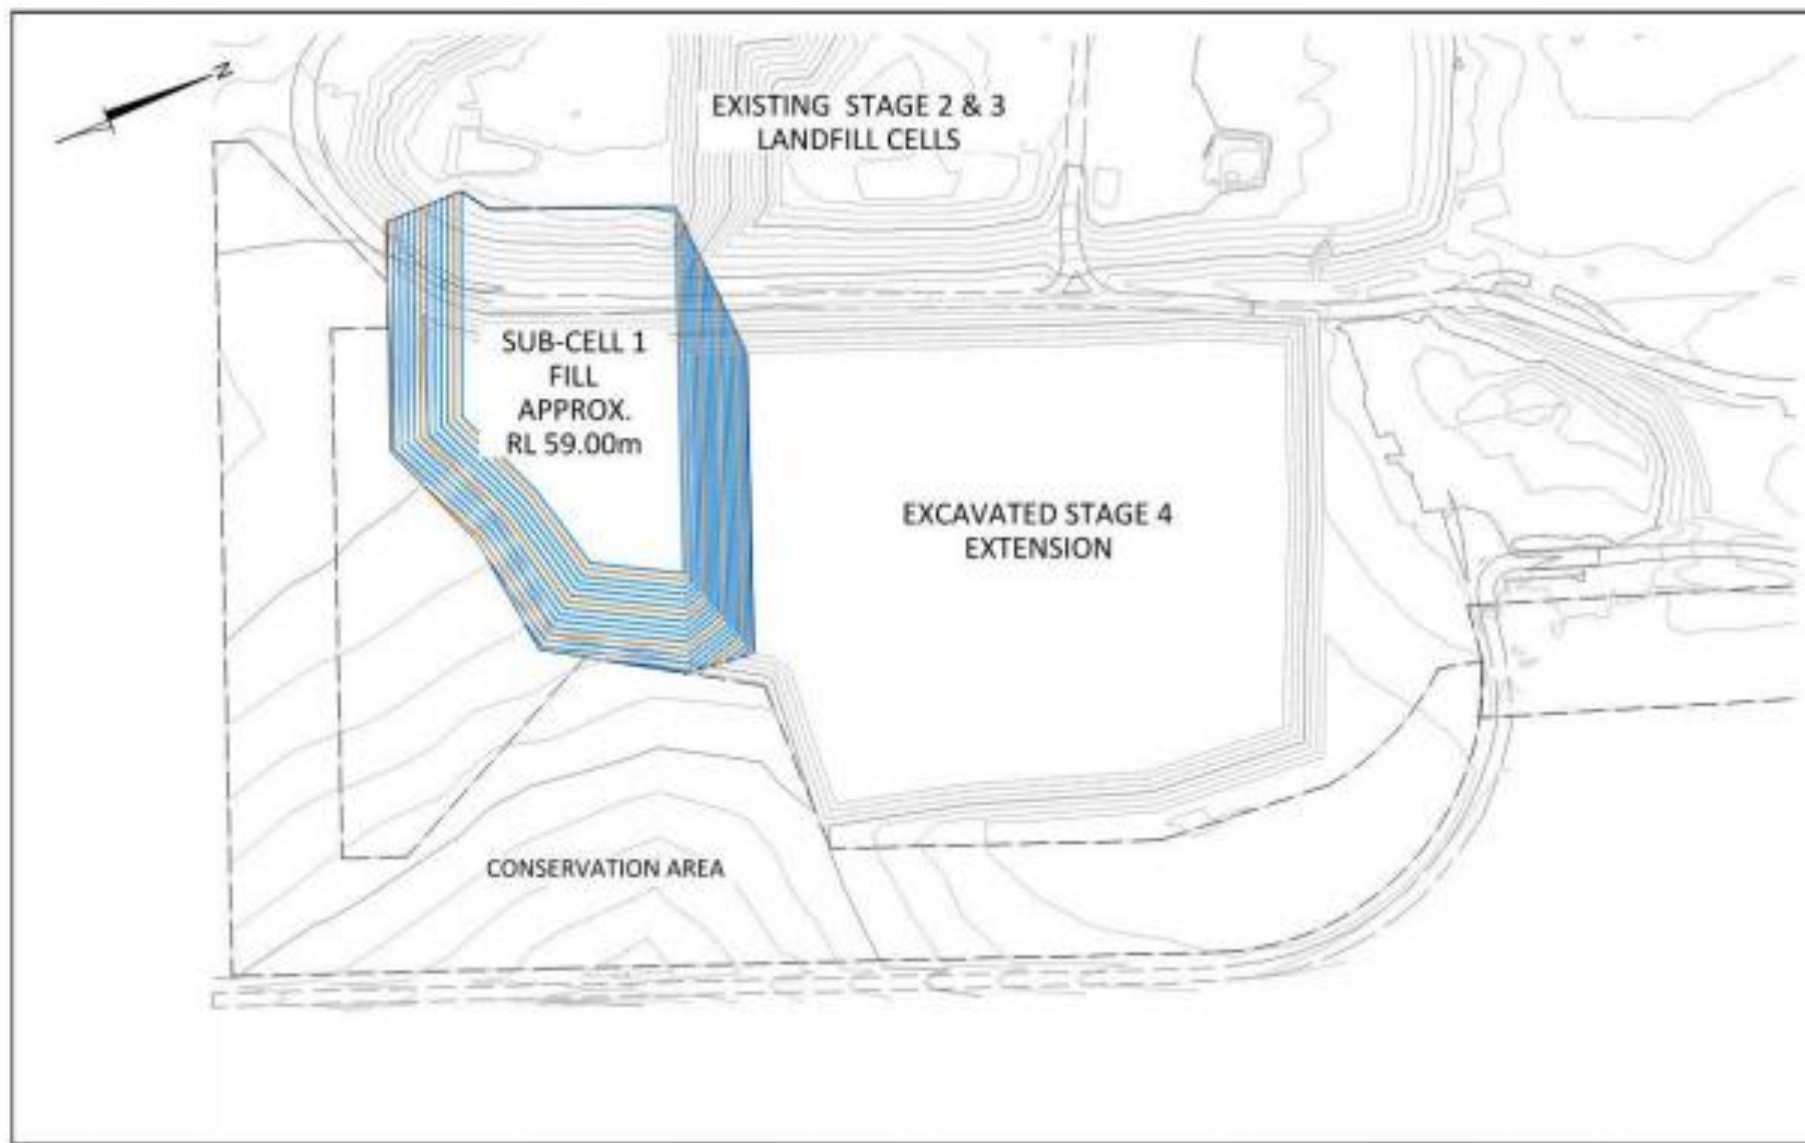 N
EXISTING STAGE 2 & 3
LANDFILL CELLS
SUB-CELL 1
FILL
APPROX.
RL 59.00m
EXCAVATED STAGE 4
EXTENSION
CONSERVATION AREA